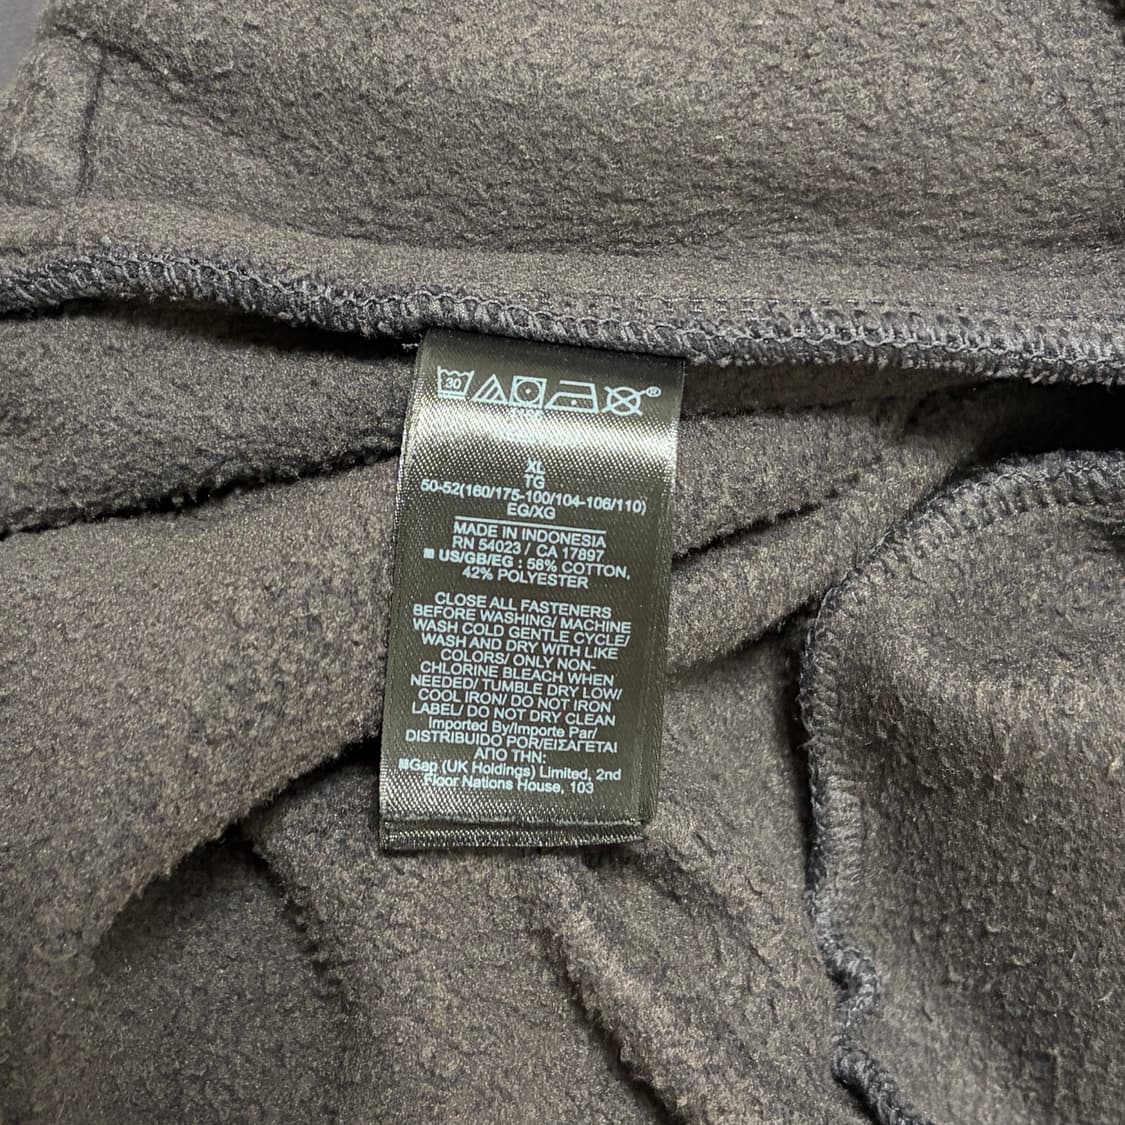 30
®
XL
TG
50-52(160/175-100/104-106/110)
EG/XG
MADE IN INDONESIA
RN 54023 / CA 17897
US/GB/EG : 58% COTTON,
42% POLYESTER
CLOSE ALL FASTENERS
BEFORE WASHING/ MACHINE
WASH COLD GENTLE CYCLE/
WASH AND DRY WITH LIKE
COLORS/ ONLY NON-
CHLORINE BLEACH WHEN
NEEDED/ TUMBLE DRY LOW/
COOL IRON/ DO NOT IRON
LABEL/ DO NOT DRY CLEAN
Imported By/Importe Par/
DISTRIBUIDO POR/ΕΙΣΑΓΕΤΑΙ
ΑΠΟ ΤΗΝ:
Gap (UK Holdings) Limited, 2nd
Floor Nations House, 103